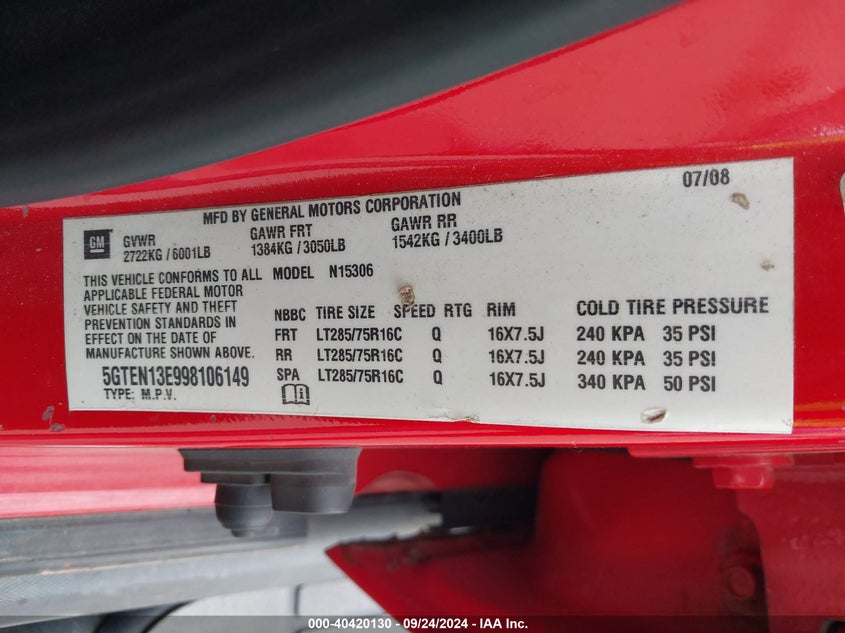 07/08
MFD BY GENERAL MOTORS CORPORATION
GM
GVWR GAWR FRT GAWR RR
2722KG / 6001LB 1384KG / 3050LB 1542KG / 3400LB
THIS VEHICLE CONFORMS TO ALL
APPLICABLE FEDERAL MOTOR
VEHICLE SAFETY AND THEFT
PREVENTION STANDARDS IN
EFFECT ON THE DATE OF
MANUFACTURE SHOWN ABOVE.
5GTEN13E998106149
TYPE: M.P.V.
MODEL N15306
NBBC TIRE SIZE SPEED RTG RIM COLD TIRE PRESSURE
FRT LT285/75R16C Q 16X7.5J 240 KPA 35 PSI
RR LT285/75R16C Q 16X7.5J 240 KPA 35 PSI
SPA LT285/75R16C Q 16X7.5J 340 KPA 50 PSI
000-40420130 - 09/24/2024 - IAA Inc.